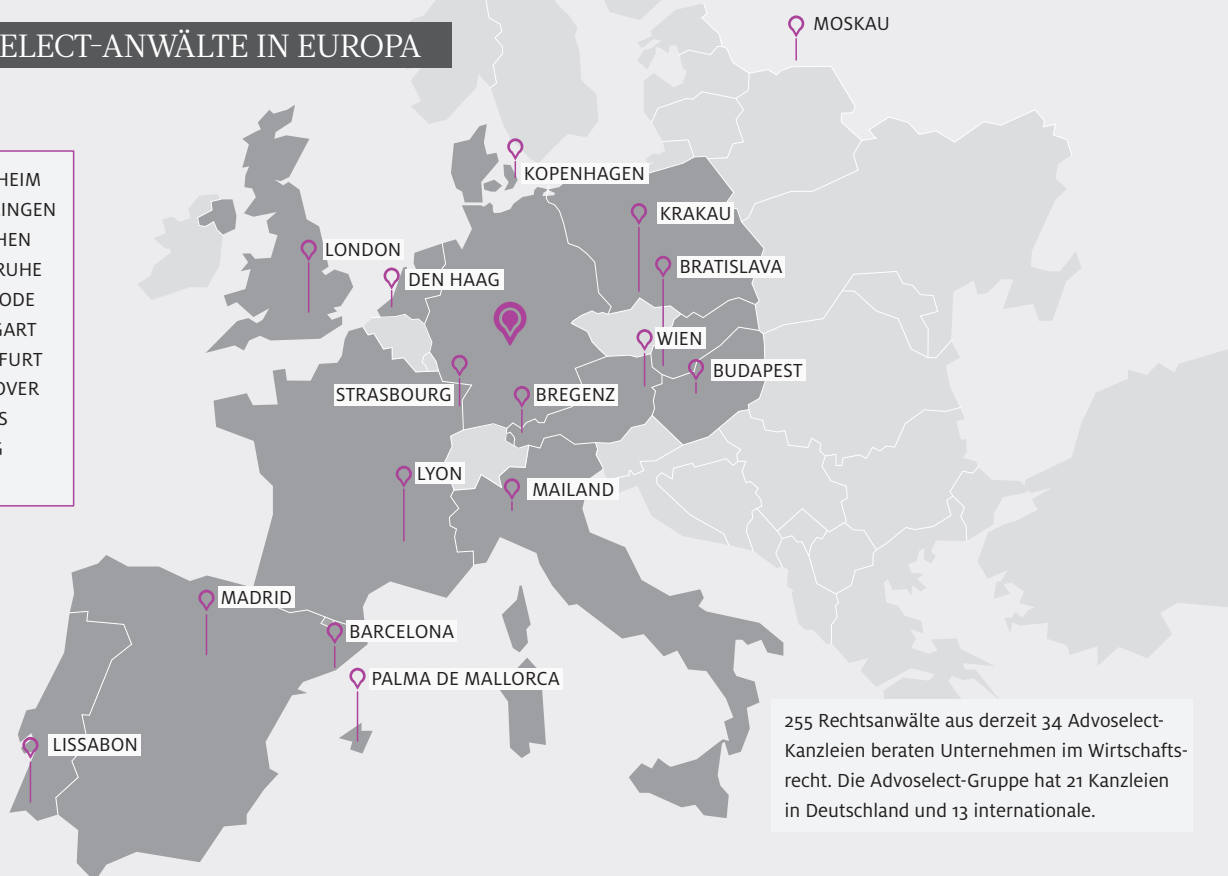 ELECT-ANWÄLTE IN EUROPA
MOSKAU
HEIM
INGEN
HEN
RUHE
ODE
GART
FURT
OVER
S
G
KOPENHAGEN
KRAKAU
LONDON
BRATISLAVA
DEN HAAG
WIEN
BUDAPEST
STRASBOURG
BREGENZ
LYON
MAILAND
MADRID
BARCELONA
PALMA DE MALLORCA
LISSABON
255 Rechtsanwälte aus derzeit 34 Advoselect-
Kanzleien beraten Unternehmen im Wirtschafts-
recht. Die Advoselect-Gruppe hat 21 Kanzleien
in Deutschland und 13 internationale.